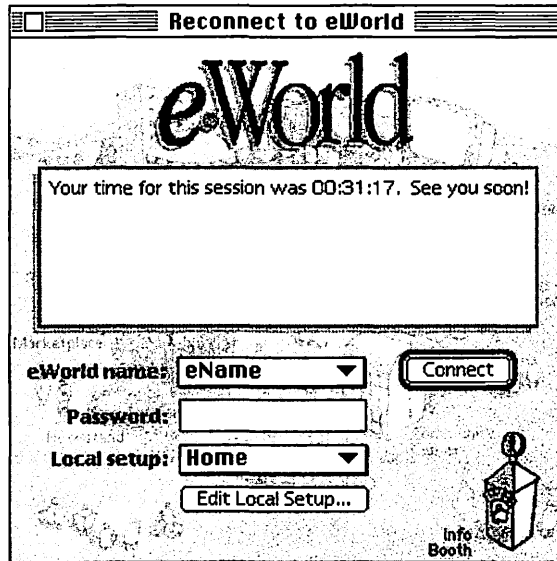 Reconnect to eWorld
eWorld
Your time for this session was 00:31:17. See you soon!
Marketplace
eWorld name: eName
Connect
Password:
Local setup: Home
Edit Local Setup...
Info
Booth